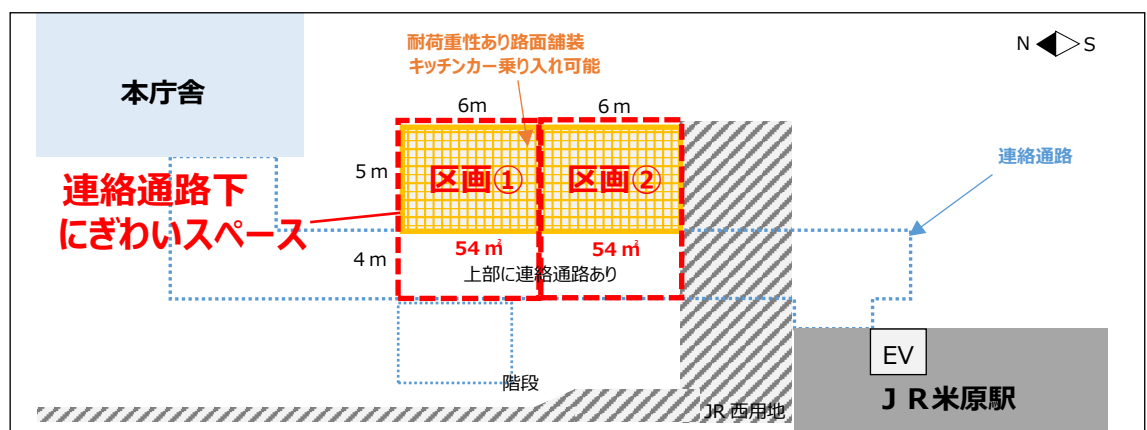 耐荷重性あり路面舗装
キッチンカー乗り入れ可能
N S
本庁舎
6m
6m
連絡通路
5m
区画①
区画②
連絡通路下
にぎわいスペース
54㎡
54㎡
4m
上部に連絡通路あり
EV
階段
JR西用地
ＪＲ米原駅